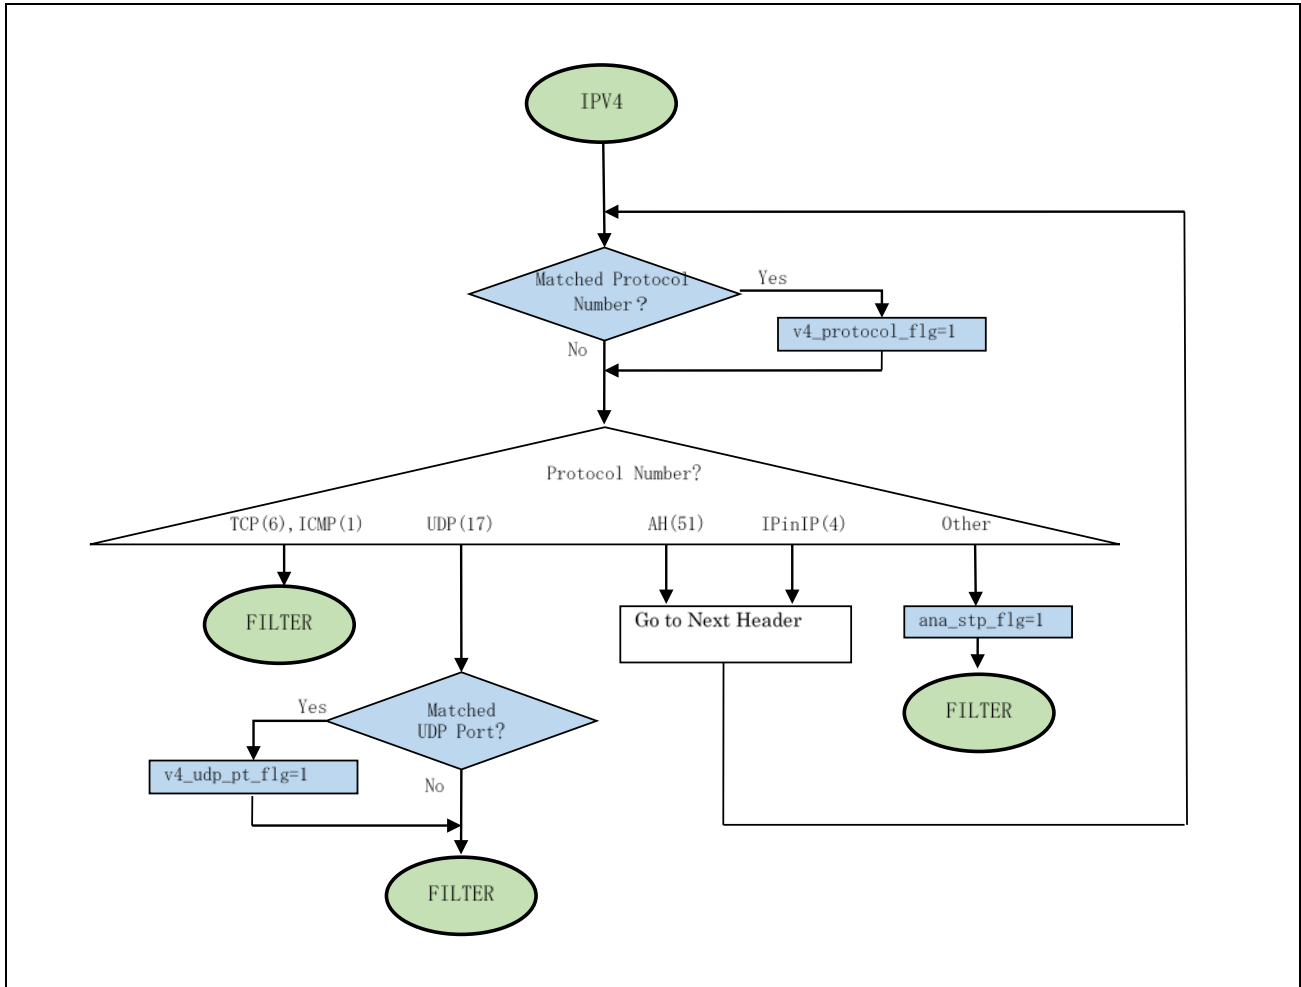 IPV4
Matched Protocol
Number?
Yes
v4_protocol_flg=1
No
Protocol Number?
TCP(6),ICMP(1)
UDP(17)
AH(51)
IPinIP(4)
Other
FILTER
Go to Next Header
ana_stp_flg=1
FILTER
Yes
Matched
UDP Port?
v4_udp_pt_flg=1
No
FILTER